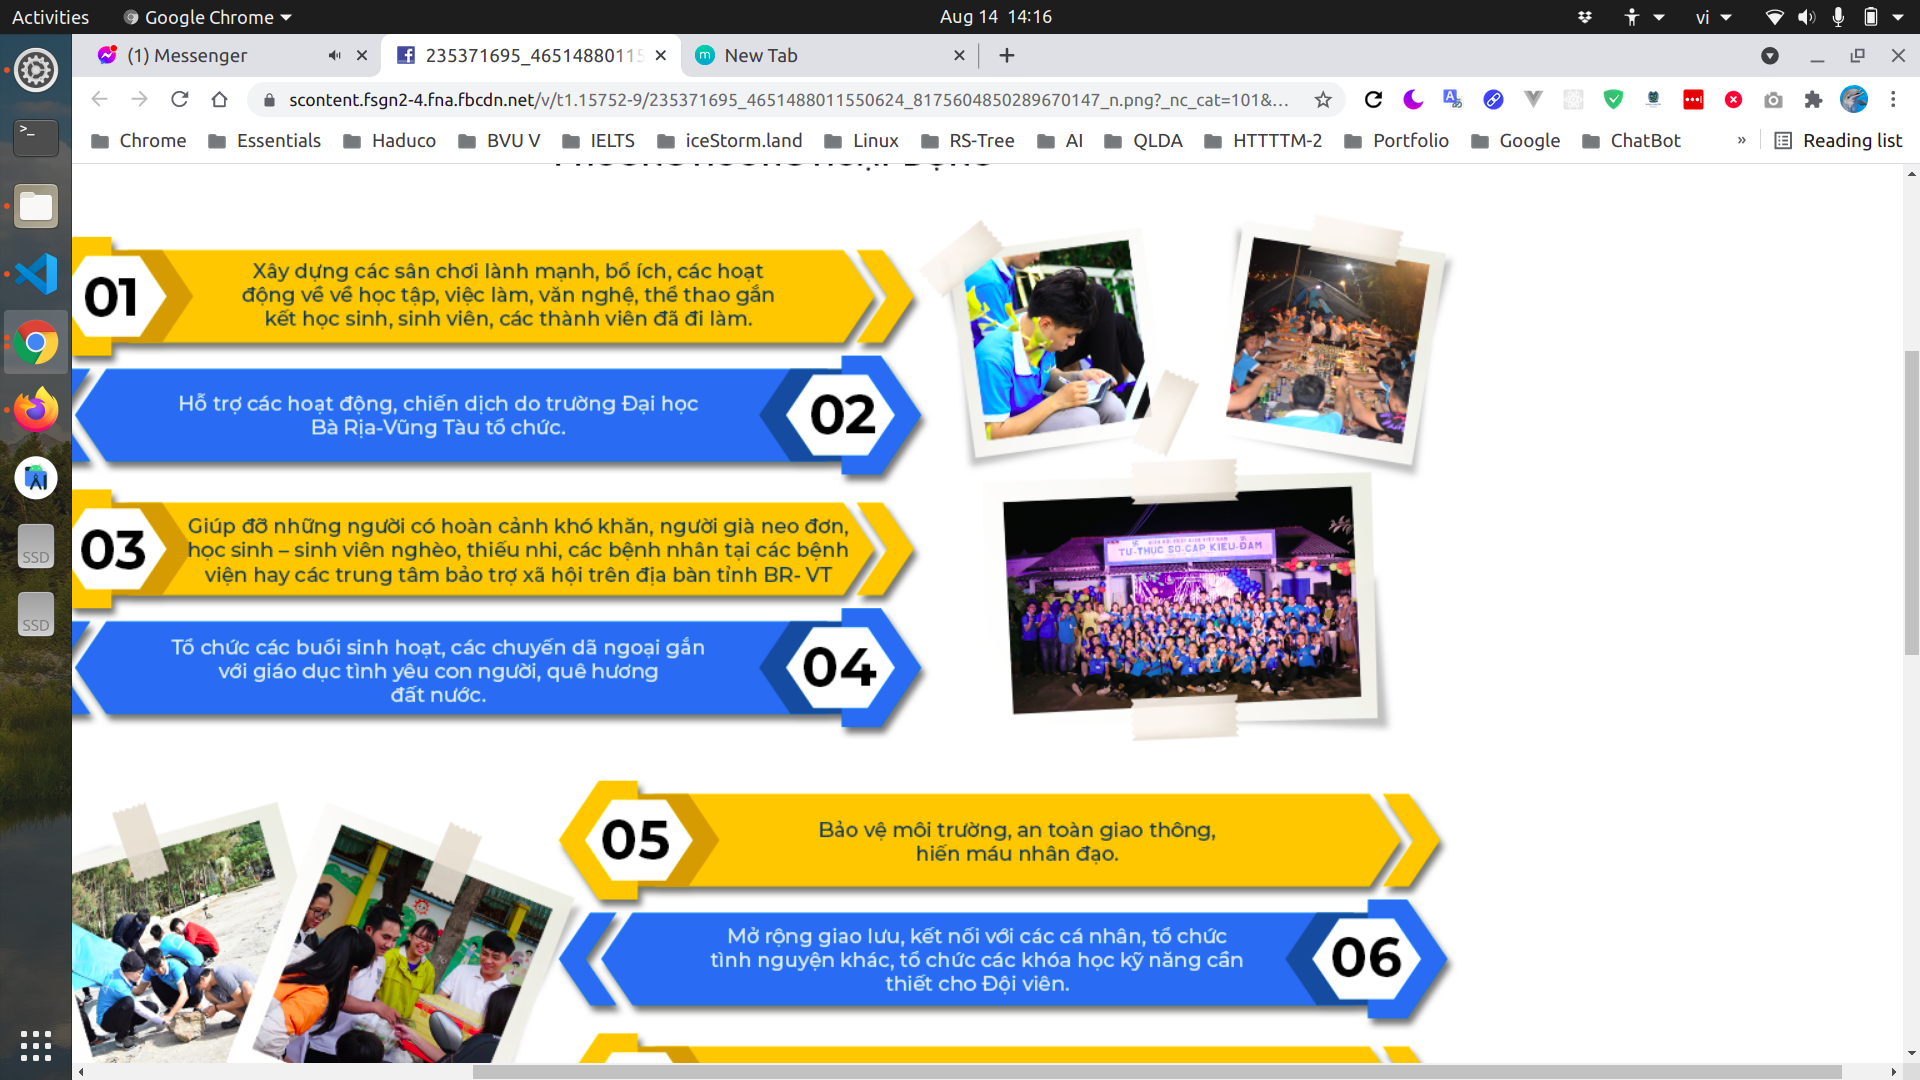 Activities
Google Chrome
Aug 14 14:16
vi
(1) Messenger
235371695_46514880115
New Tab
scontent.fsgn2-4.fna.fbcdn.net/v/t1.15752-9/235371695_4651488011550624_8175604850289670147_n.png?_nc_cat=101&...
Chrome
Essentials
Haduco
BVU V
IELTS
iceStorm.land
Linux
RS-Tree
AI
QLDA
HTTTTM-2
Portfolio
Google
ChatBot
»
Reading list
01
Xây dựng các sân chơi lành mạnh, bổ ích, các hoạt
động về về học tập, việc làm, văn nghệ, thể thao gắn
kết học sinh, sinh viên, các thành viên đã đi làm.
Hỗ trợ các hoạt động, chiến dịch do trường Đại học
Bà Rịa-Vũng Tàu tổ chức.
02
03
Giúp đỡ những người có hoàn cảnh khó khăn, người già neo đơn,
học sinh – sinh viên nghèo, thiếu nhi, các bệnh nhân tại các bệnh
viện hay các trung tâm bảo trợ xã hội trên địa bàn tỉnh BR- VT
Tổ chức các buổi sinh hoạt, các chuyến dã ngoại gắn
với giáo dục tình yêu con người, quê hương
đất nước.
04
TƯ-THỤC SƠ-CẤP KIỀU-ĐÀM
05
Bảo vệ môi trường, an toàn giao thông,
hiến máu nhân đạo.
Mở rộng giao lưu, kết nối với các cá nhân, tổ chức
tình nguyện khác, tổ chức các khóa học kỹ năng cần
thiết cho Đội viên.
06
SSD
SSD